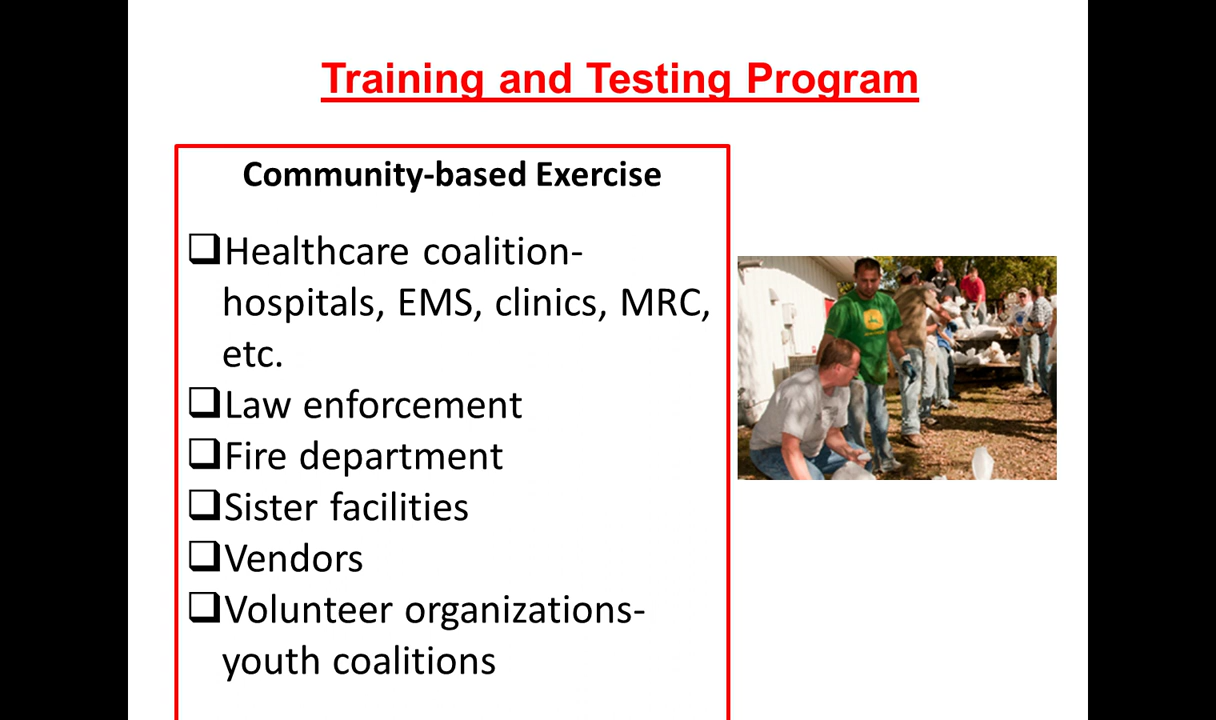 Training and Testing Program
Community-based Exercise
❑Healthcare coalition-
hospitals, EMS, clinics, MRC,
etc.
❑Law enforcement
❑Fire department
❑Sister facilities
❑Vendors
❑Volunteer organizations-
youth coalitions